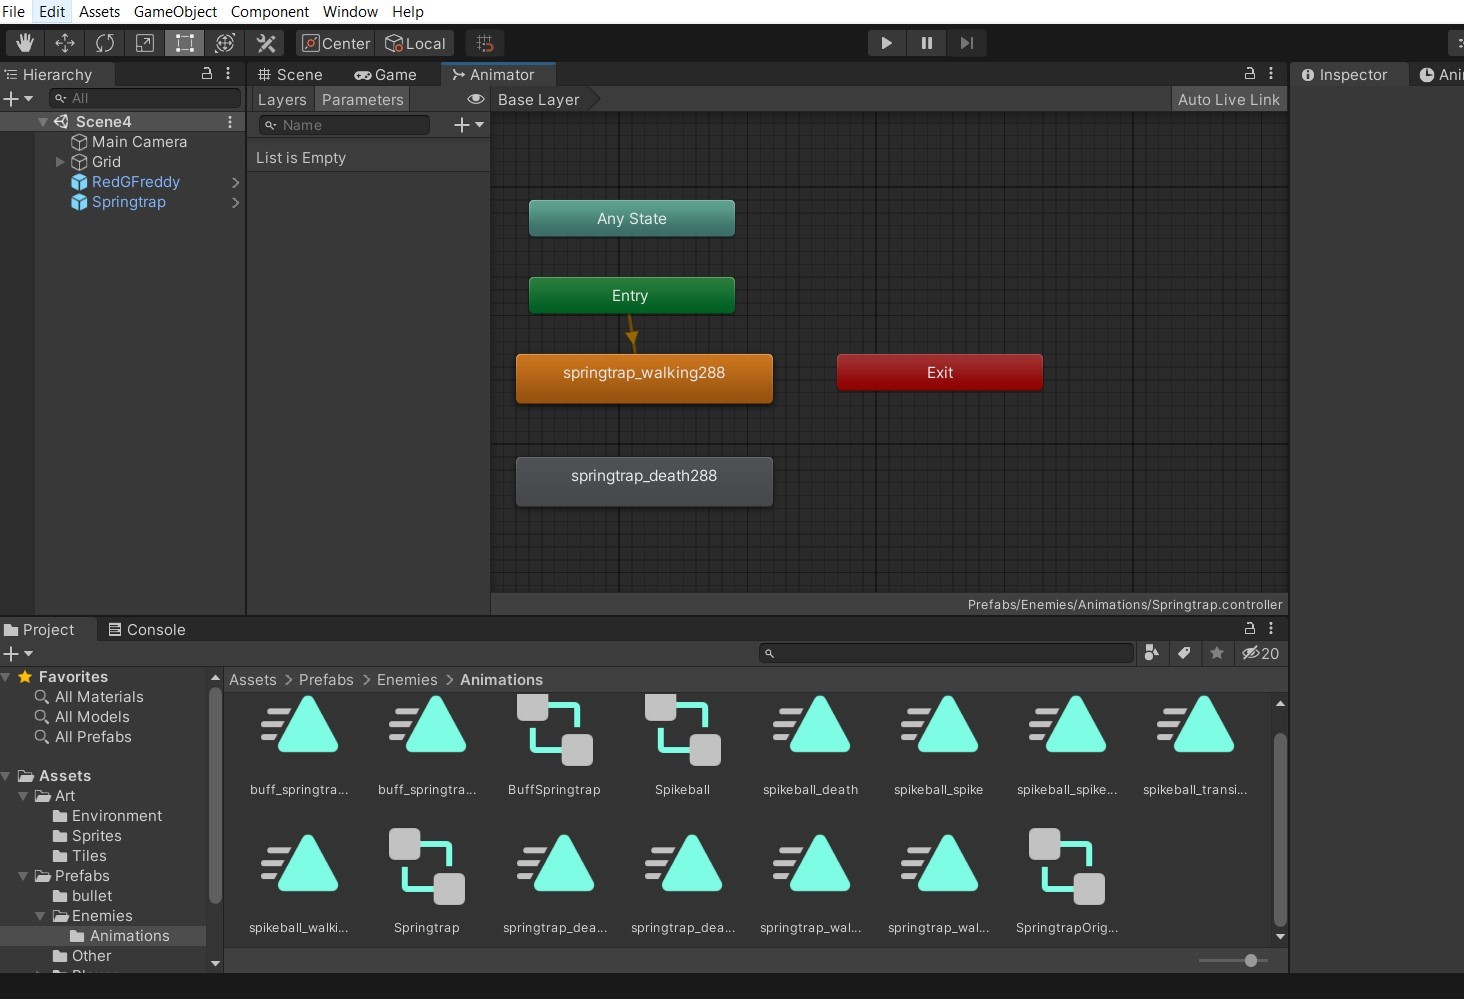 File Edit Assets GameObject Component Window Help
Center Local
Hierarchy
All
Scene4
Main Camera
Grid
RedGFreddy
Springtrap
Scene Game Animator
Layers Parameters Base Layer Auto Live Link
Name
List is Empty
Any State
Entry
springtrap_walking288
Exit
springtrap_death288
Prefabs/Enemies/Animations/Springtrap.controller
Inspector Ani
Project Console
20
Favorites
All Materials
All Models
All Prefabs
Assets
Art
Environment
Sprites
Tiles
Prefabs
bullet
Enemies
Animations
Other
Assets > Prefabs > Enemies > Animations
buff_springtra... buff_springtra... BuffSpringtrap Spikeball spikeball_death spikeball_spike spikeball_spike... spikeball_transi...
spikeball_walki... Springtrap springtrap_dea... springtrap_dea... springtrap_wal... springtrap_wal... SpringtrapOrig...